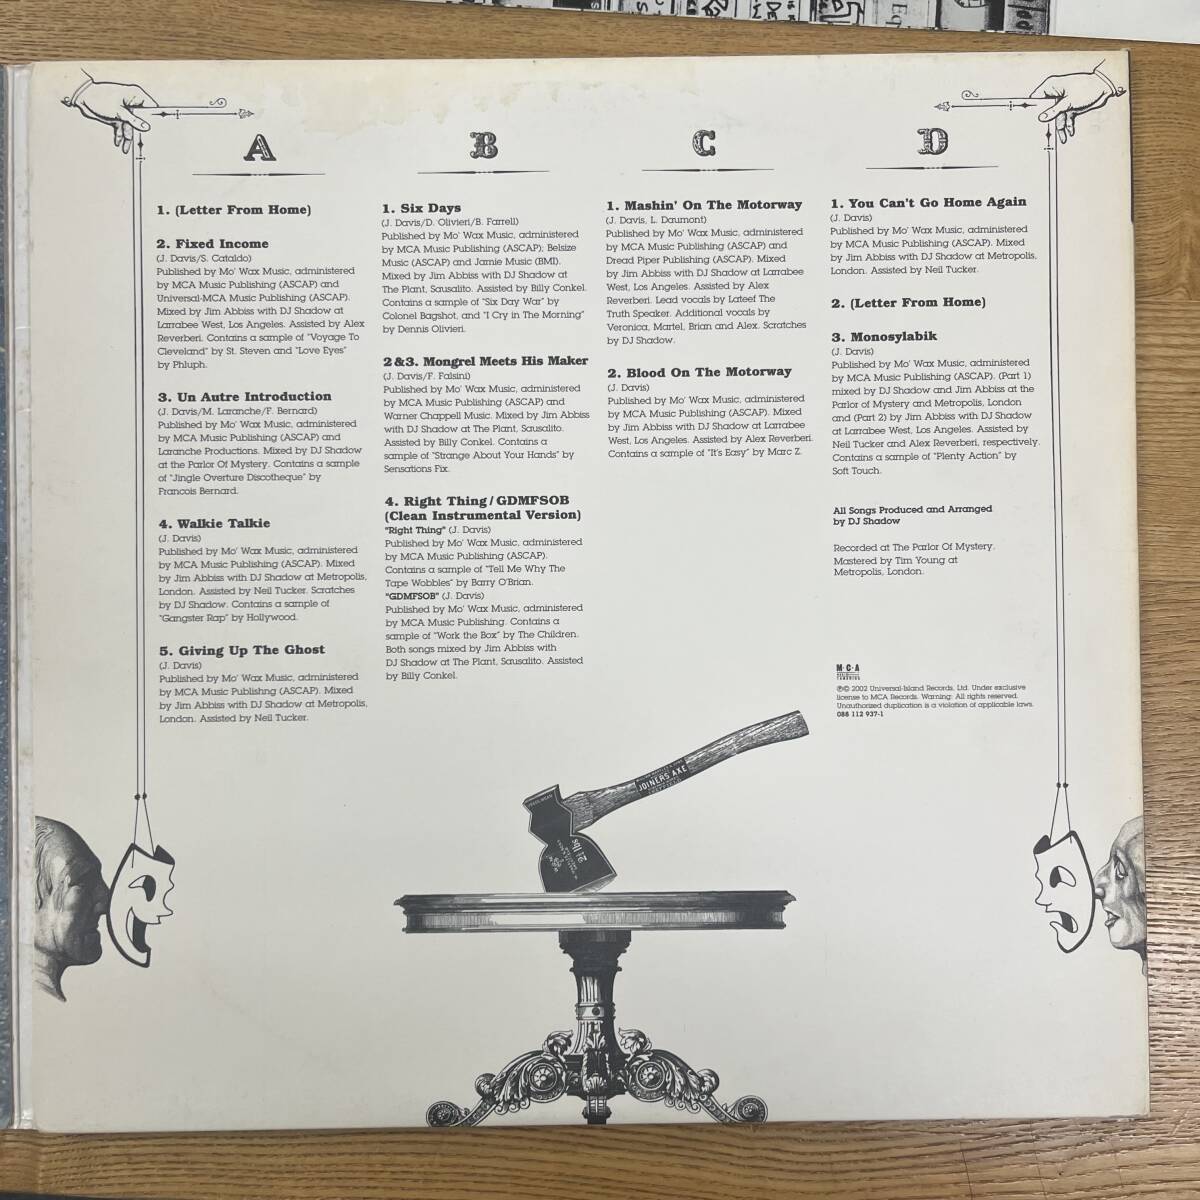 A
1. (Letter From Home)
2. Fixed Income
(J. Davis/S. Cataldo)
Published by Mo' Wax Music, administered
by MCA Music Publishing (ASCAP) and
Universal-MCA Music Publishing (ASCAP).
Mixed by Jim Abbiss with DJ Shadow at
Larrabee West, Los Angeles. Assisted by Alex
Reverberi. Contains a sample of "Voyage To
Cleveland" by St. Steven and "Love Eyes"
by Phluph.
3. Un Autre Introduction
(J. Davis/M. Laranche/F. Bernard)
Published by Mo' Wax Music, administered
by MCA Music Publishing (ASCAP) and
Laranche Productions. Mixed by DJ Shadow
at the Parlor Of Mystery. Contains a sample
of "Jingle Overture Discotheque" by
Francois Bernard.
4. Walkie Talkie
(J. Davis)
Published by Mo' Wax Music, administered
by MCA Music Publishing (ASCAP). Mixed
by Jim Abbiss with DJ Shadow at Metropolis,
London. Assisted by Neil Tucker. Scratches
by DJ Shadow. Contains a sample of
"Gangster Rap" by Hollywood.
5. Giving Up The Ghost
(J. Davis)
Published by Mo' Wax Music, administered
by MCA Music Publishng (ASCAP). Mixed
by Jim Abbiss with DJ Shadow at Metropolis,
London. Assisted by Neil Tucker.
B
1. Six Days
(J. Davis/D. Olivieri/B. Farrell)
Published by Mo' Wax Music, administered
by MCA Music Publishing (ASCAP); Belsize
Music (ASCAP) and Jamie Music (BMI).
Mixed by Jim Abbiss with DJ Shadow at
The Plant, Sausalito. Assisted by Billy Conkel.
Contains a sample of "Six Day War" by
Colonel Bagshot, and "I Cry in The Morning"
by Dennis Olivieri.
2&3. Mongrel Meets His Maker
(J. Davis/F. Falsini)
Published by Mo' Wax Music, administered
by MCA Music Publishing (ASCAP) and
Warner Chappell Music. Mixed by Jim Abbiss
with DJ Shadow at The Plant, Sausalito.
Assisted by Billy Conkel. Contains a
sample of "Strange About Your Hands" by
Sensations Fix.
4. Right Thing/GDMFSOB
(Clean Instrumental Version)
"Right Thing" (J. Davis)
Published by Mo' Wax Music, administered
by MCA Music Publishing (ASCAP).
Contains a sample of "Tell Me Why The
Tape Wobbles" by Barry O'Brian.
"GDMFSOB" (J. Davis)
Published by Mo' Wax Music, administered
by MCA Music Publishing. Contains a
sample of "Work the Box" by The Children.
Both songs mixed by Jim Abbiss with
DJ Shadow at The Plant, Sausalito. Assisted
by Billy Conkel.
C
1. Mashin' On The Motorway
(J. Davis, L. Daumont)
Published by Mo' Wax Music, administered
by MCA Music Publishing (ASCAP) and
Dread Piper Publishing (ASCAP). Mixed
by Jim Abbiss with DJ Shadow at Larrabee
West, Los Angeles. Assisted by Alex
Reverberi. Lead vocals by Lateef The
Truth Speaker. Additional vocals by
Veronica, Martel, Brian and Alex. Scratches
by DJ Shadow.
2. Blood On The Motorway
(J. Davis)
Published by Mo' Wax Music, administered
by MCA Music Publishing (ASCAP). Mixed
by Jim Abbiss with DJ Shadow at Larrabee
West, Los Angeles. Assisted by Alex Reverberi.
Contains a sample of "It's Easy" by Marc Z.
D
1. You Can't Go Home Again
(J. Davis)
Published by Mo' Wax Music, administered
by MCA Music Publishing (ASCAP). Mixed
by Jim Abbiss with DJ Shadow at Metropolis,
London. Assisted by Neil Tucker.
2. (Letter From Home)
3. Monosylabik
(J. Davis)
Published by Mo' Wax Music, administered
by MCA Music Publishing (ASCAP). (Part 1)
mixed by DJ Shadow and Jim Abbiss at the
Parlor of Mystery and Metropolis, London
and (Part 2) by Jim Abbiss with DJ Shadow
at Larrabee West, Los Angeles. Assisted by
Neil Tucker and Alex Reverberi, respectively.
Contains a sample of "Plenty Action" by
Soft Touch.
All Songs Produced and Arranged
by DJ Shadow
Recorded at The Parlor Of Mystery.
Mastered by Tim Young at
Metropolis, London.
M·C·A
℗© 2002 Universal-Island Records, Ltd. Under exclusive
license to MCA Records. Warning: All rights reserved.
Unauthorized duplication is a violation of applicable laws.
088 112 937-1
JOINERS AXE
2½ lbs